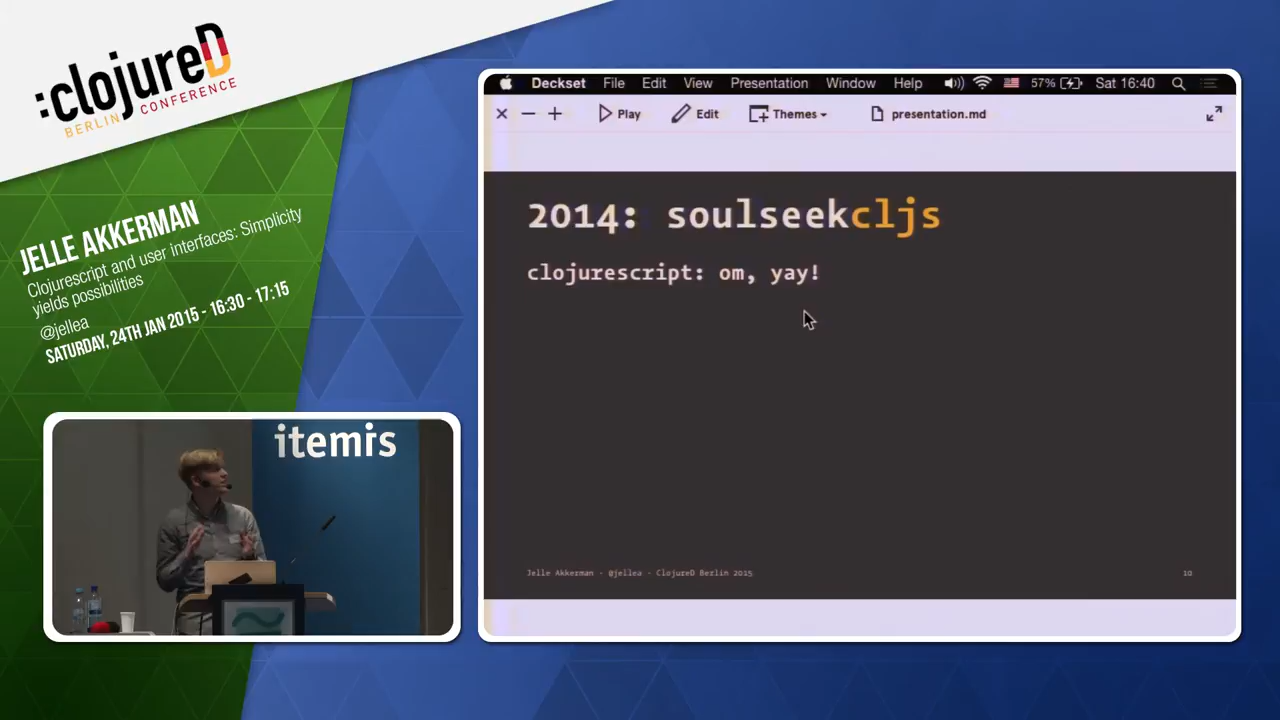 :clojureD
BERLIN CONFERENCE
JELLE AKKERMAN
Clojurescript and user interfaces: Simplicity
yields possibilities
@jellea
SATURDAY, 24TH JAN 2015 - 16:30 - 17:15
itemis
Deckset File Edit View Presentation Window Help 57% Sat 16:40
Play Edit Themes presentation.md
2014: soulseekcljs
clojurescript: om, yay!
Jelle Akkerman - @jellea - ClojureD Berlin 2015
10